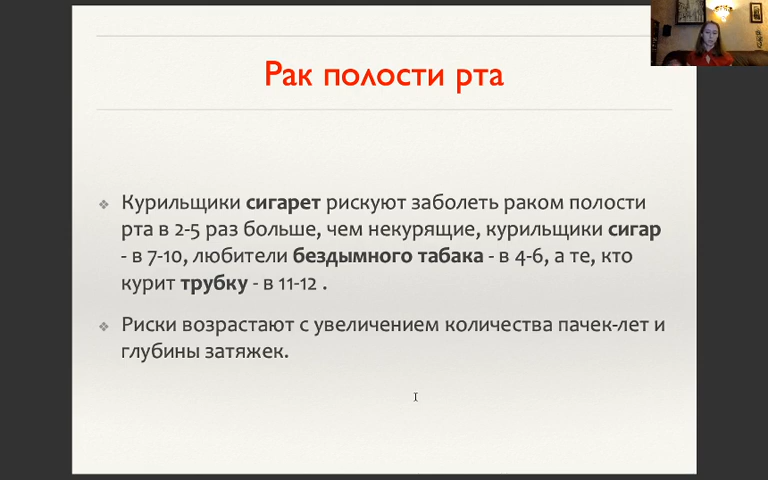 Рак полости рта
Курильщики сигарет рискуют заболеть раком полости
рта в 2-5 раз больше, чем некурящие, курильщики сигар
- в 7-10, любители бездымного табака - в 4-6, а те, кто
курит трубку - в 11-12 .
Риски возрастают с увеличением количества пачек-лет и
глубины затяжек.